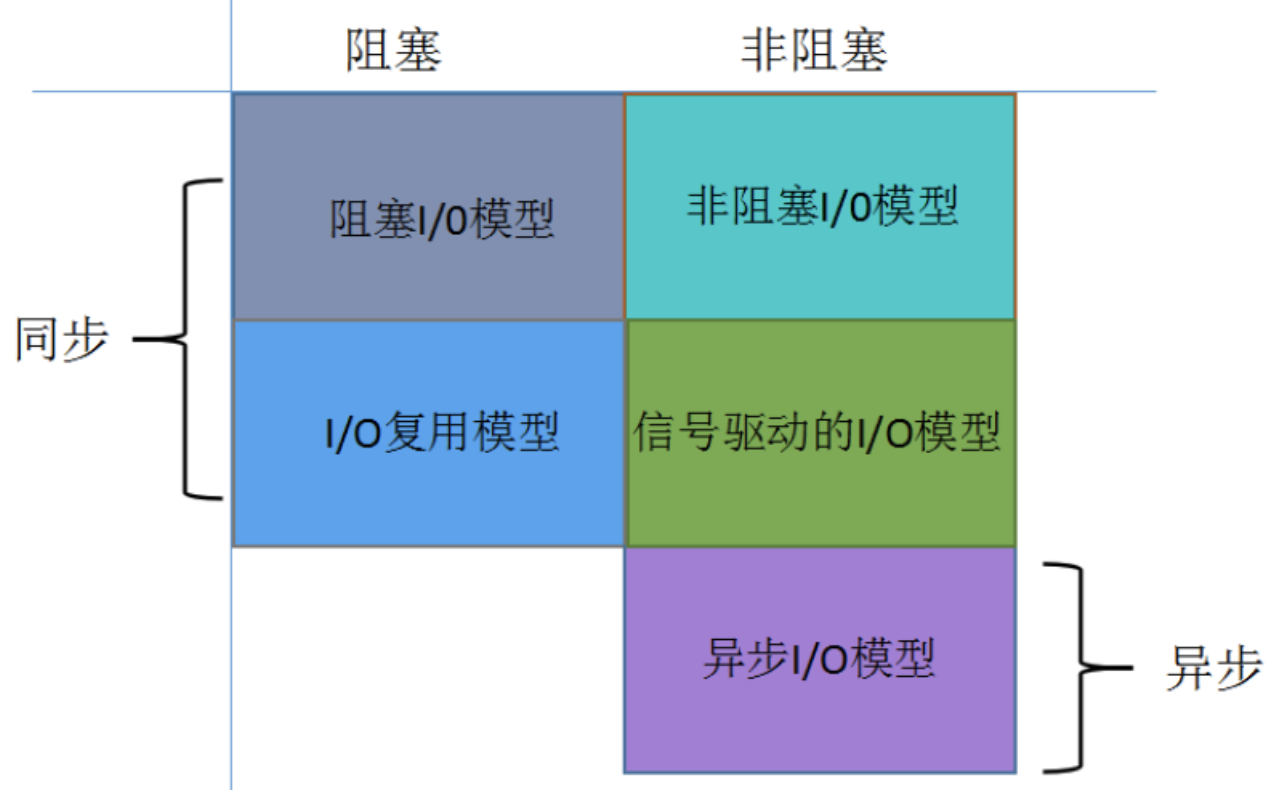 阻塞
非阻塞
阻塞I/0模型
非阻塞I/0模型
同步
I/O复用模型
信号驱动的I/O模型
异步I/O模型
异步